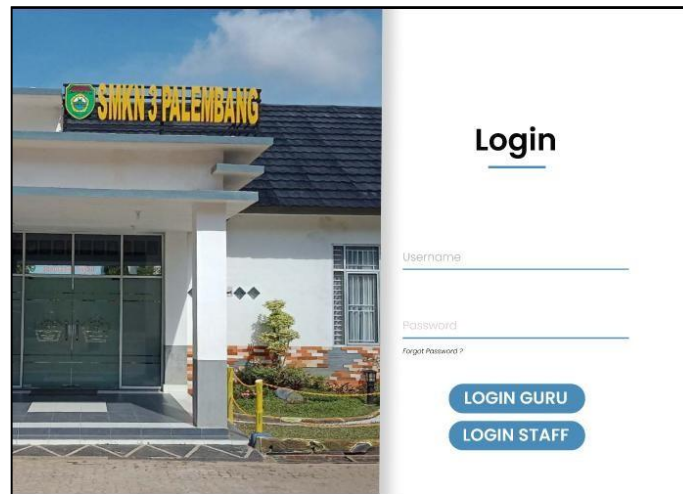 SMKN 3 PALEMBANG
Login
Username
Password
Forgot Password ?
LOGIN GURU
LOGIN STAFF